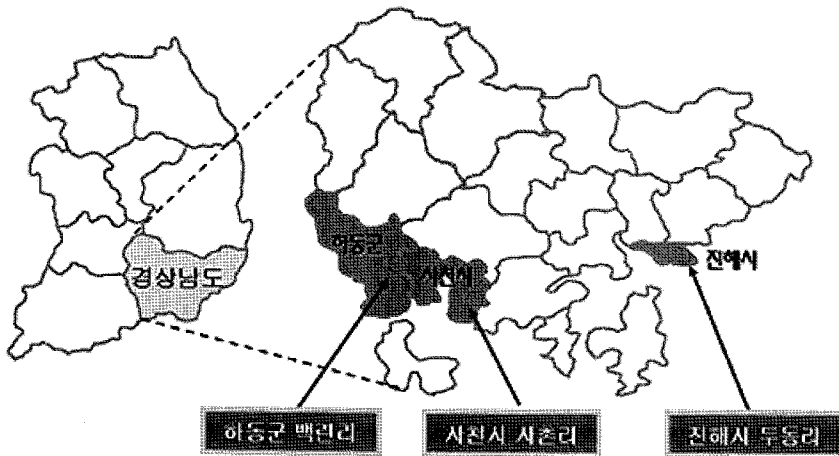 경상남도
하동군
사천시
진해시
하동군 백련리
사천시 사촌리
진해시 두동리